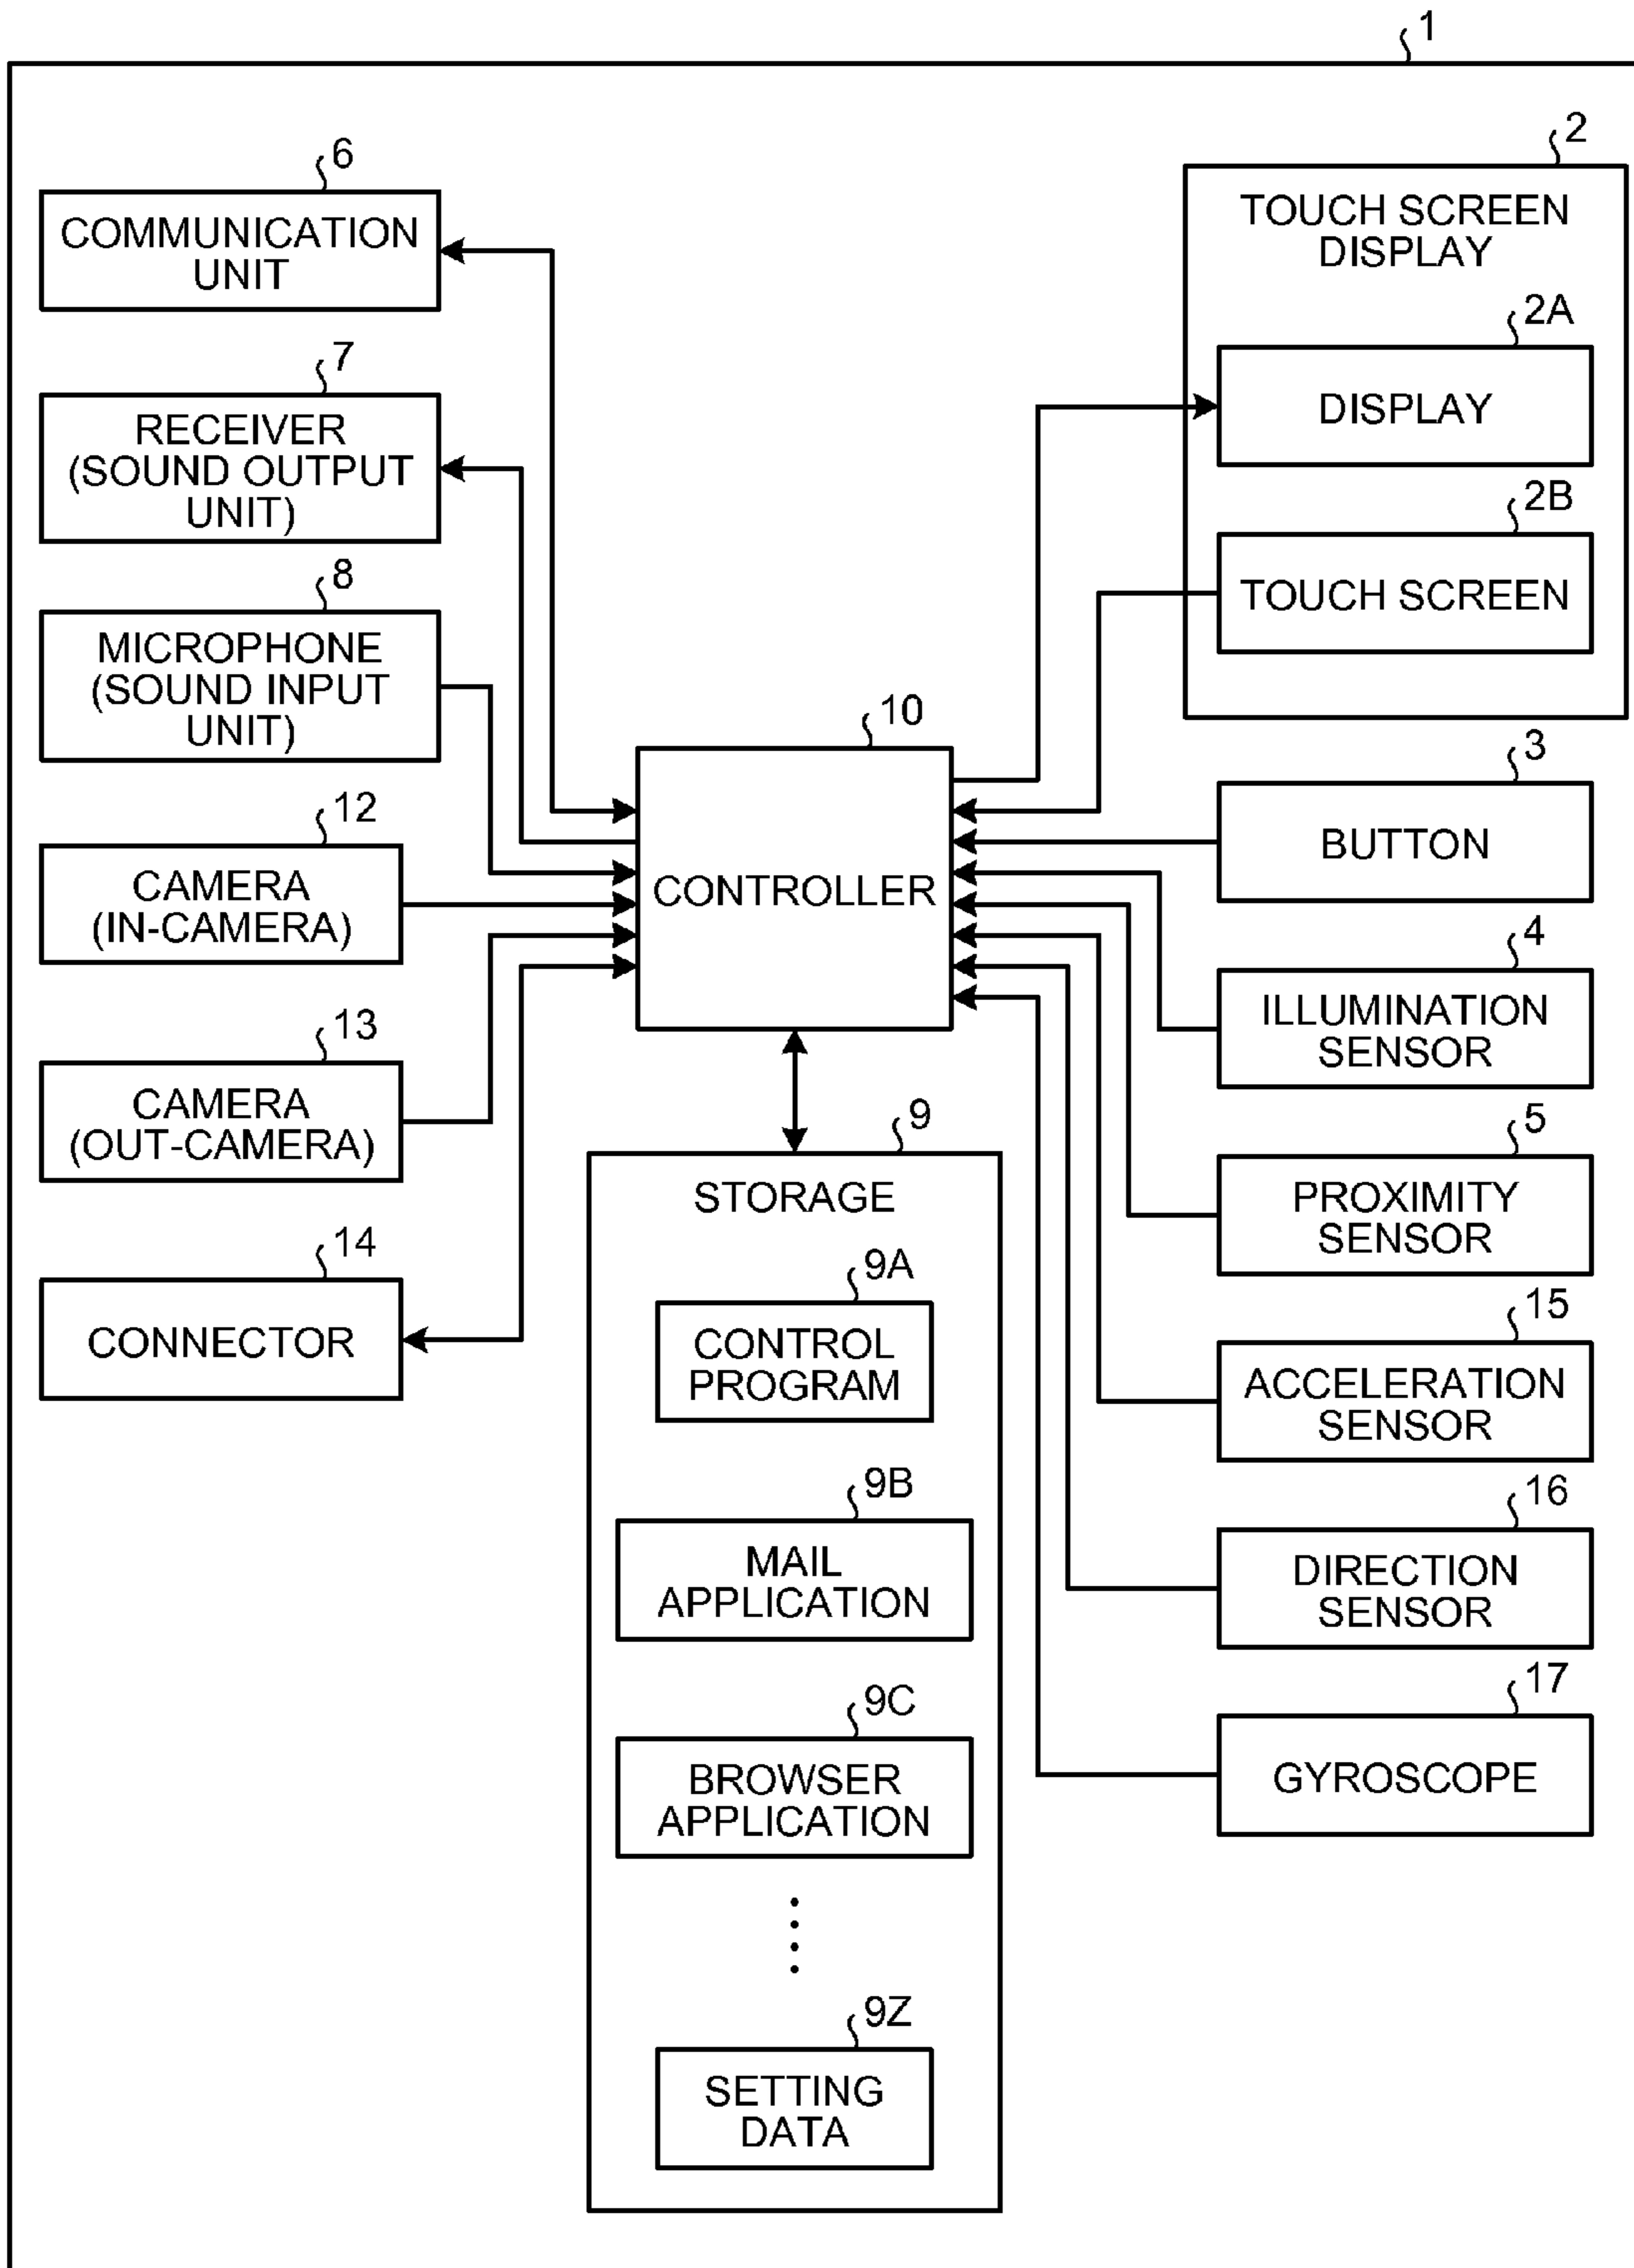 1
6
COMMUNICATION
UNIT
7
RECEIVER
(SOUND OUTPUT
UNIT)
8
MICROPHONE
(SOUND INPUT
UNIT)
12
CAMERA
(IN-CAMERA)
13
CAMERA
(OUT-CAMERA)
14
CONNECTOR
10
CONTROLLER
9
STORAGE
9A
CONTROL
PROGRAM
9B
MAIL
APPLICATION
9C
BROWSER
APPLICATION
9Z
SETTING
DATA
2
TOUCH SCREEN
DISPLAY
2A
DISPLAY
2B
TOUCH SCREEN
3
BUTTON
4
ILLUMINATION
SENSOR
5
PROXIMITY
SENSOR
15
ACCELERATION
SENSOR
16
DIRECTION
SENSOR
17
GYROSCOPE